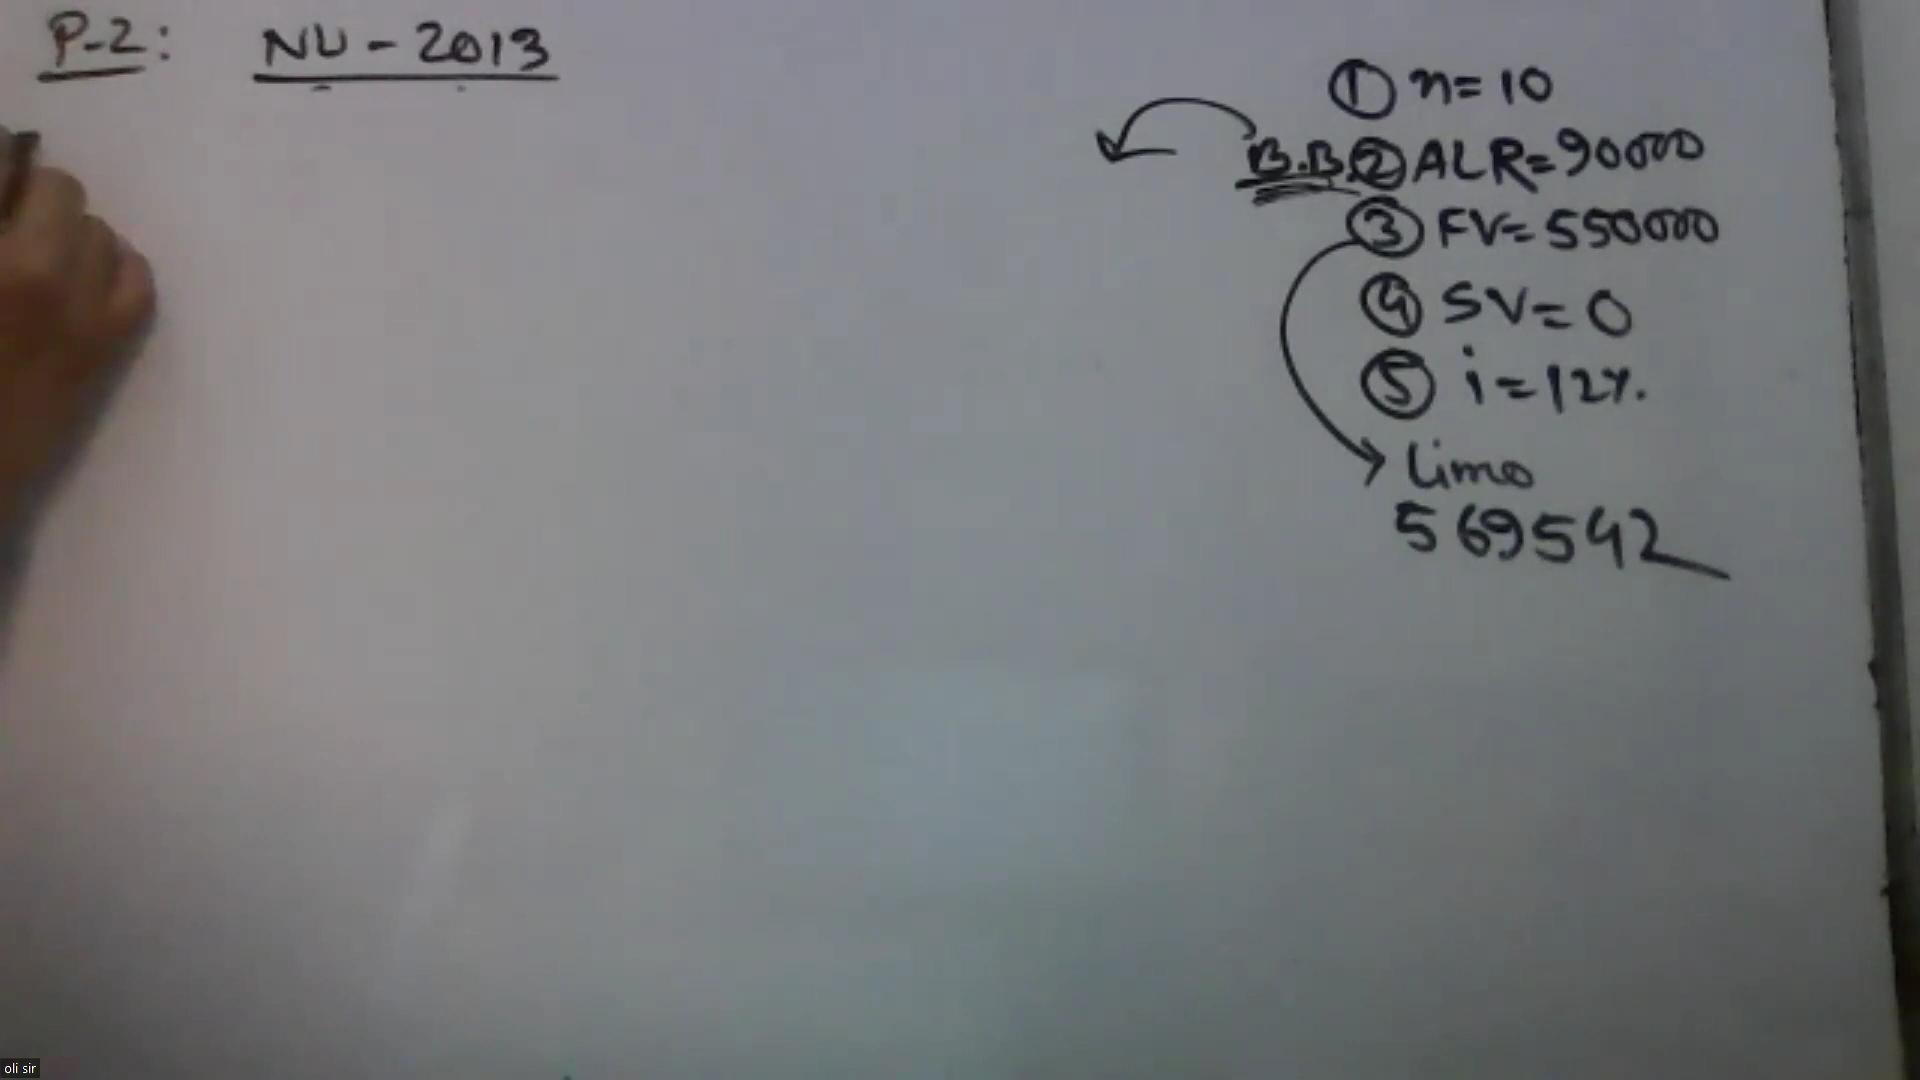 P-2: NU - 2013
① n = 10
B.B. ② ALR = 90000
③ FV = 550000
④ SV = 0
⑤ i = 12%.
Lime
569542
oli sir